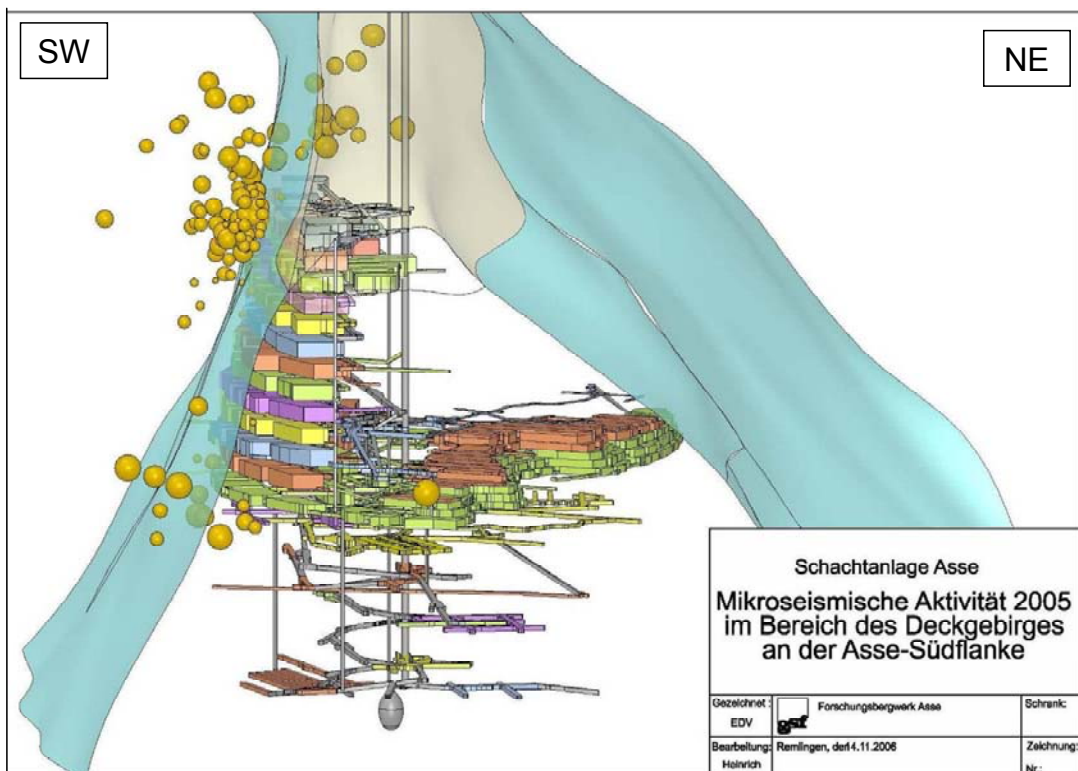 SW
NE
Schachtanlage Asse
Mikroseismische Aktivität 2005
im Bereich des Deckgebirges
an der Asse-Südflanke
Gezeichnet :
EDV
gsf
Forschungsbergwerk Asse
Schrank:
Bearbeitung:
Heinrich
Remlingen, den14.11.2006
Zeichnung:
Nr.: